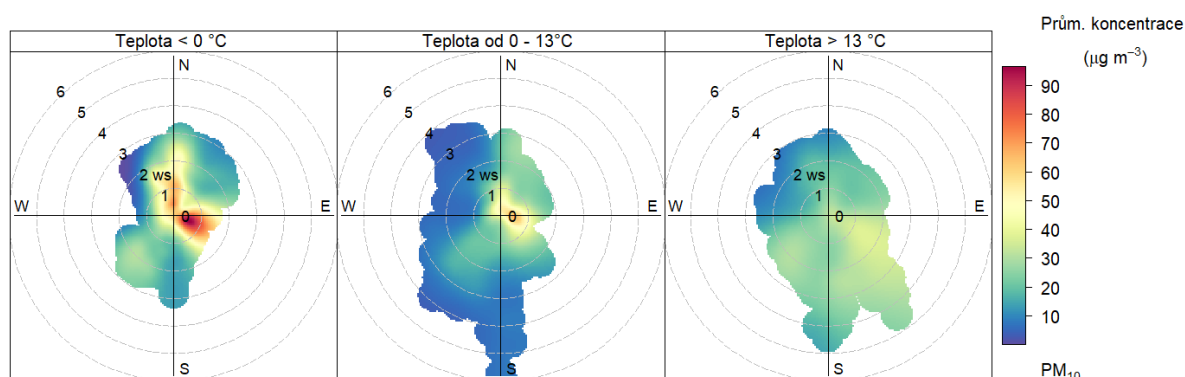 Teplota < 0 °C
N
6
5
4
3
2 ws
1
0
W
E
S
Teplota od 0 - 13°C
N
6
5
4
3
2 ws
1
0
W
E
S
Teplota > 13 °C
N
6
5
4
3
2 ws
1
0
W
E
S
Prům. koncentrace
(μg m⁻³)
90
80
70
60
50
40
30
20
10
PM₁₀